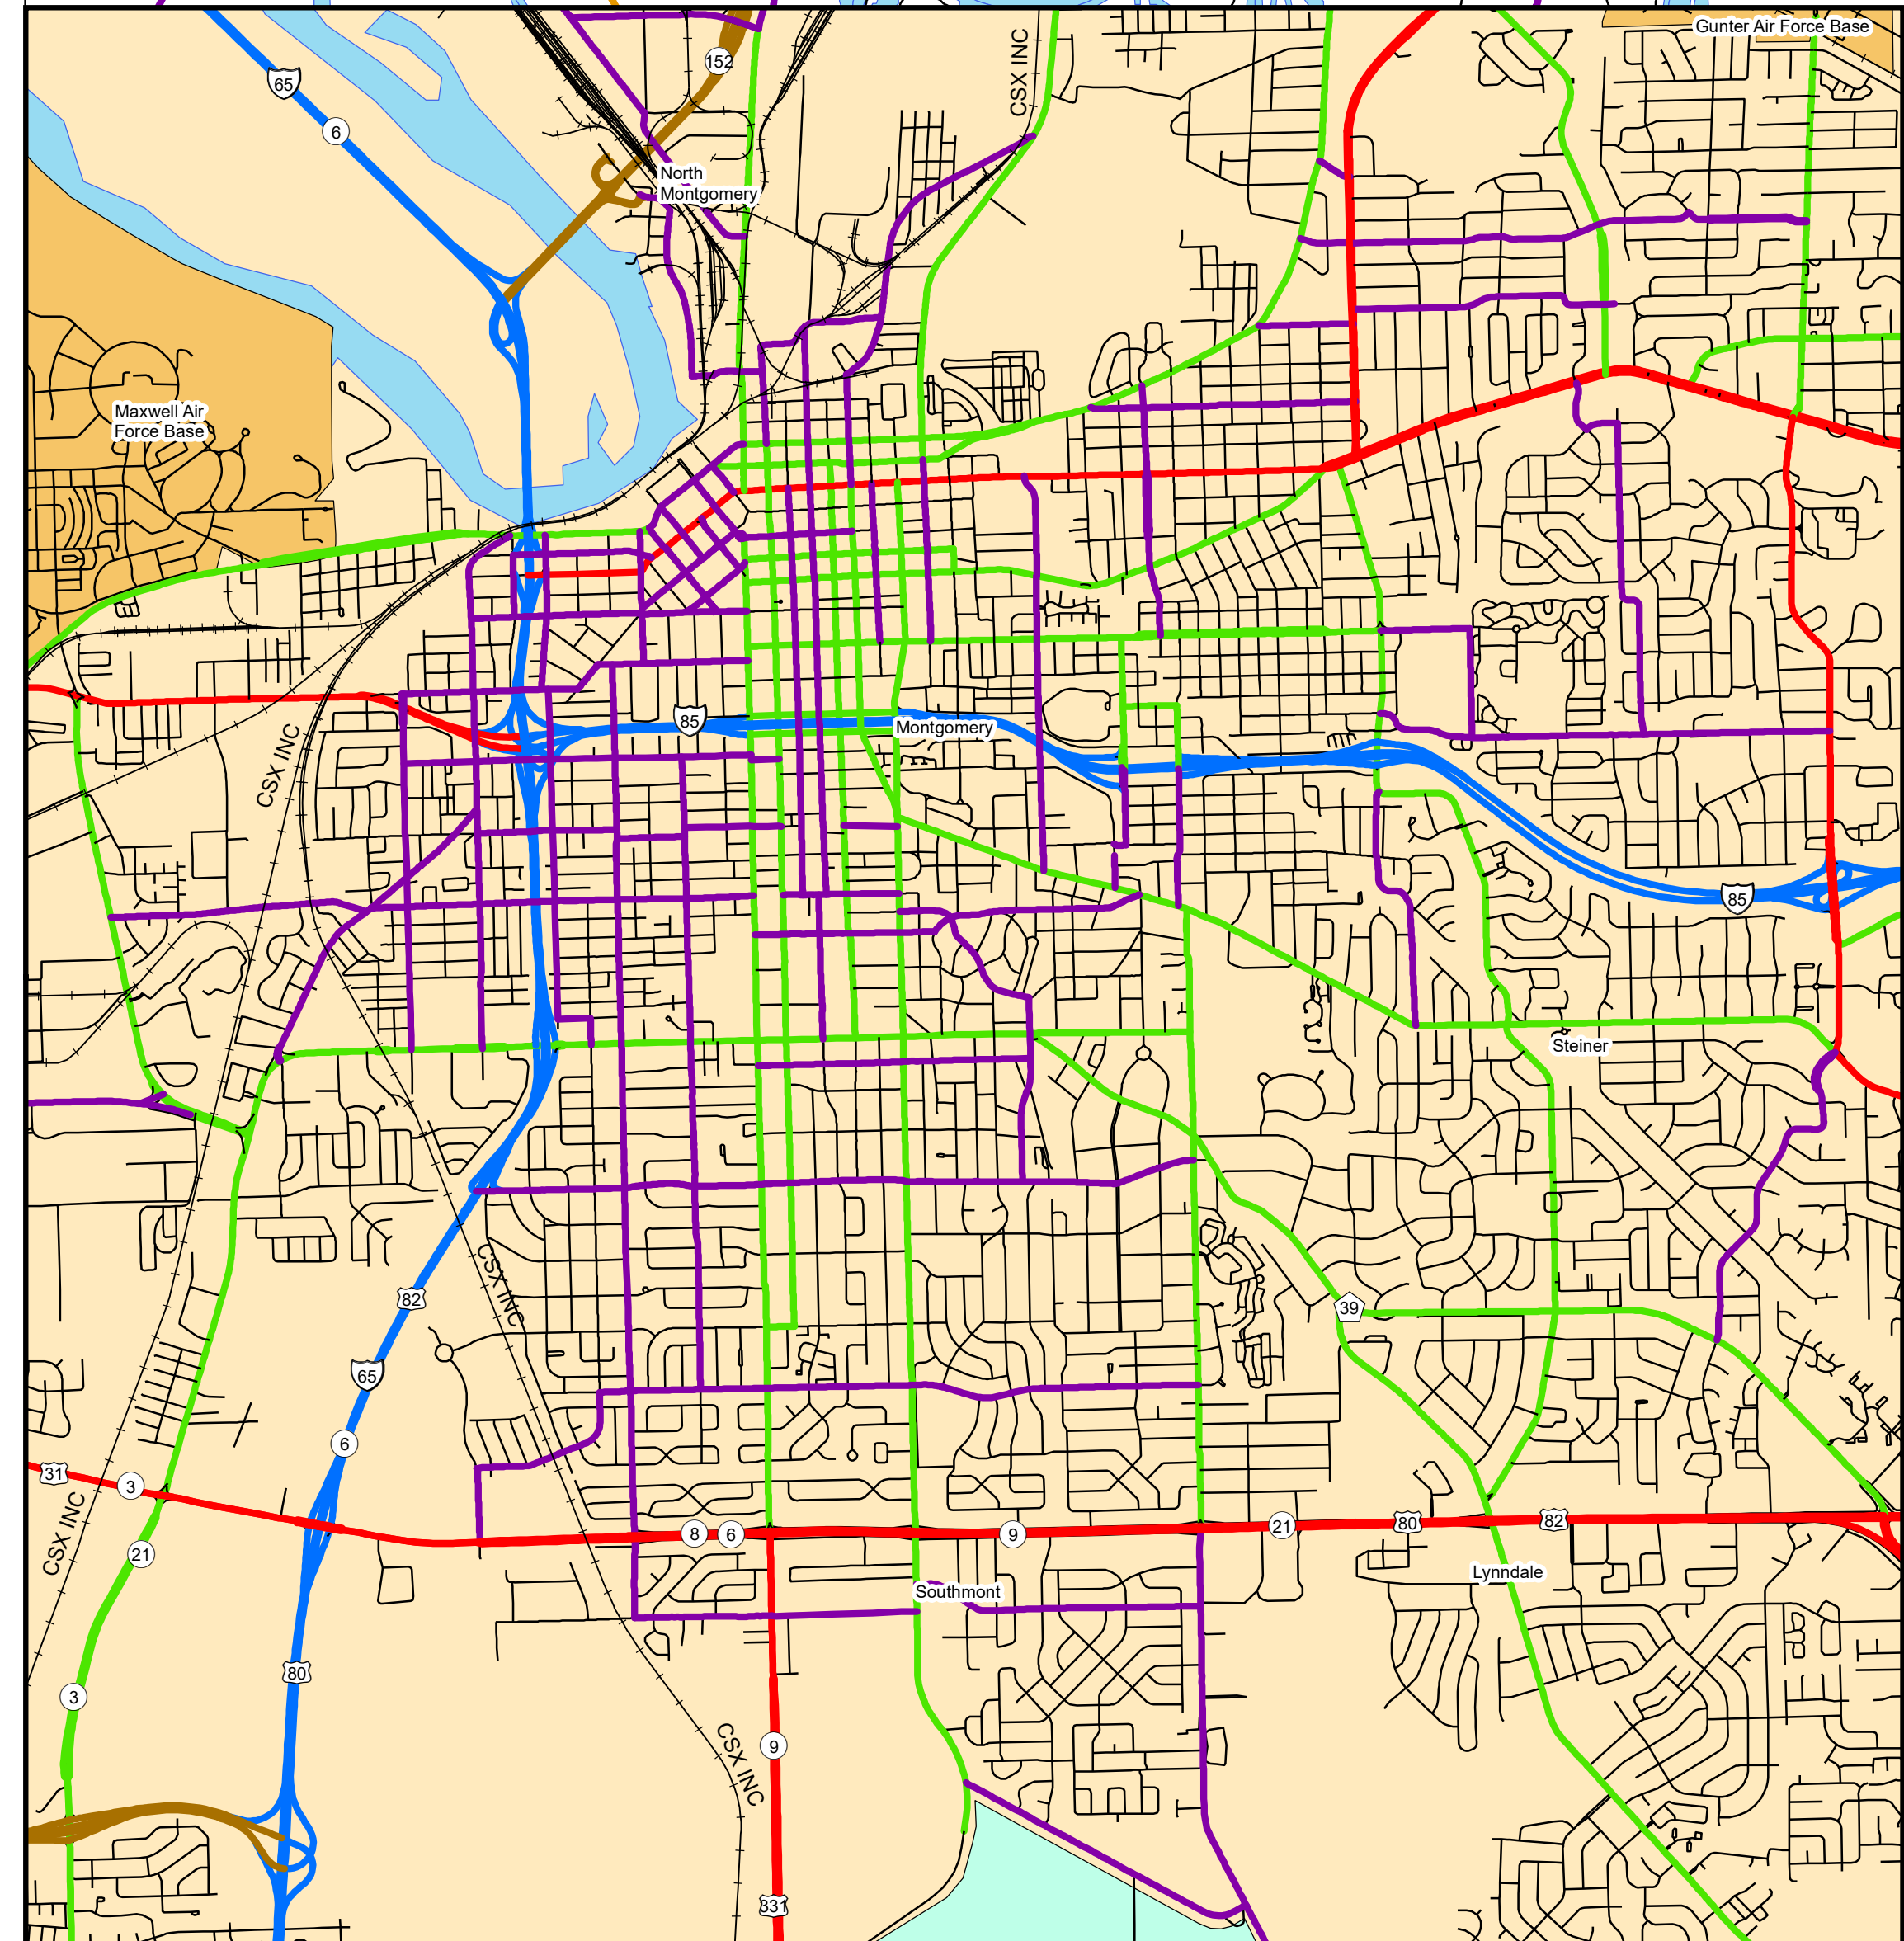 Gunter Air Force Base
CSX INC
152
65
6
North
Montgomery
Maxwell Air
Force Base
85
Montgomery
CSX INC
85
Steiner
CSX INC
82
39
65
6
31
3
8
6
9
21
80
82
CSX INC
21
Lynndale
Southmont
80
3
9
CSX INC
331